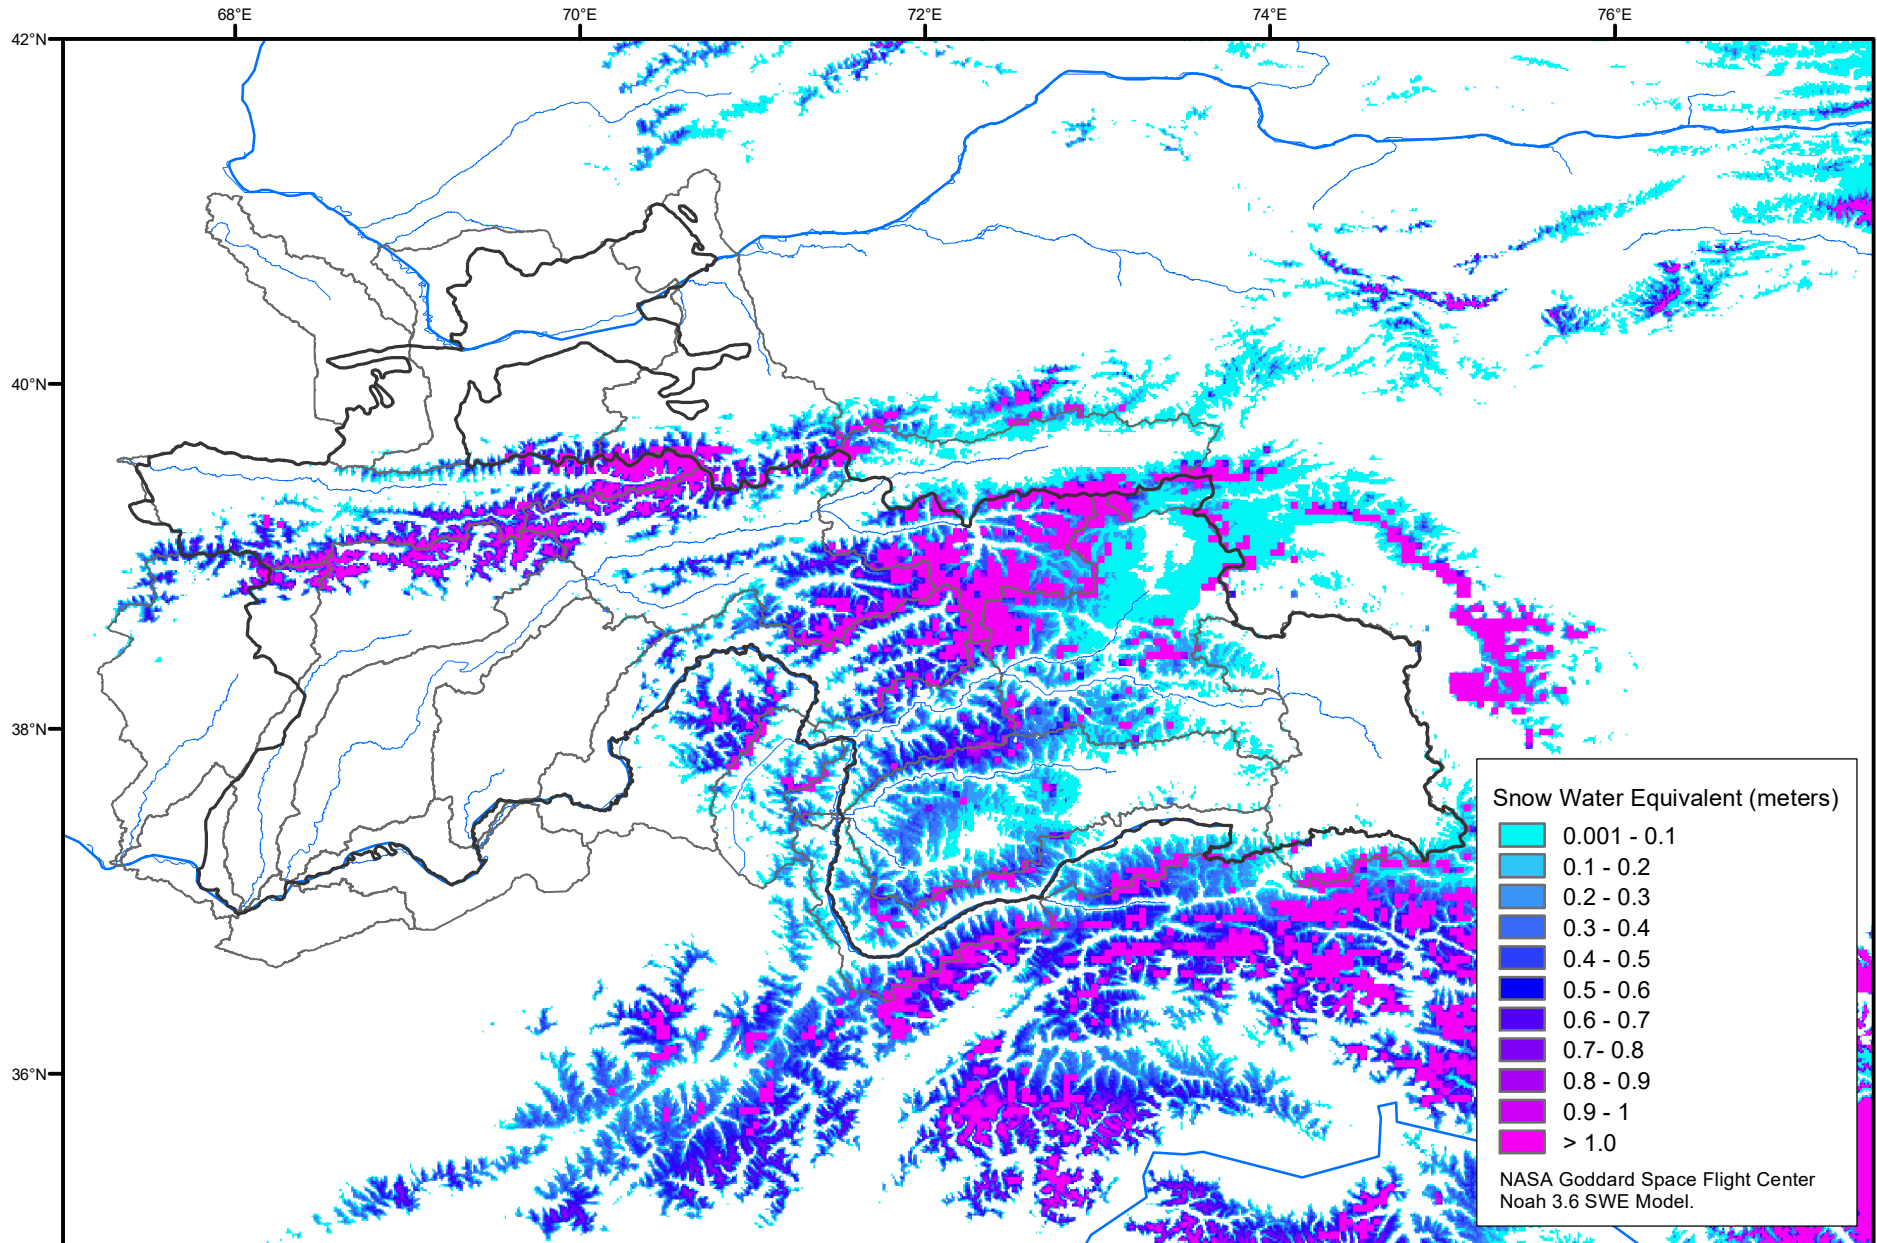 68°E 70°E 72°E 74°E 76°E
42°N
40°N
38°N
36°N
Snow Water Equivalent (meters)
0.001 - 0.1
0.1 - 0.2
0.2 - 0.3
0.3 - 0.4
0.4 - 0.5
0.5 - 0.6
0.6 - 0.7
0.7- 0.8
0.8 - 0.9
0.9 - 1
> 1.0
NASA Goddard Space Flight Center
Noah 3.6 SWE Model.